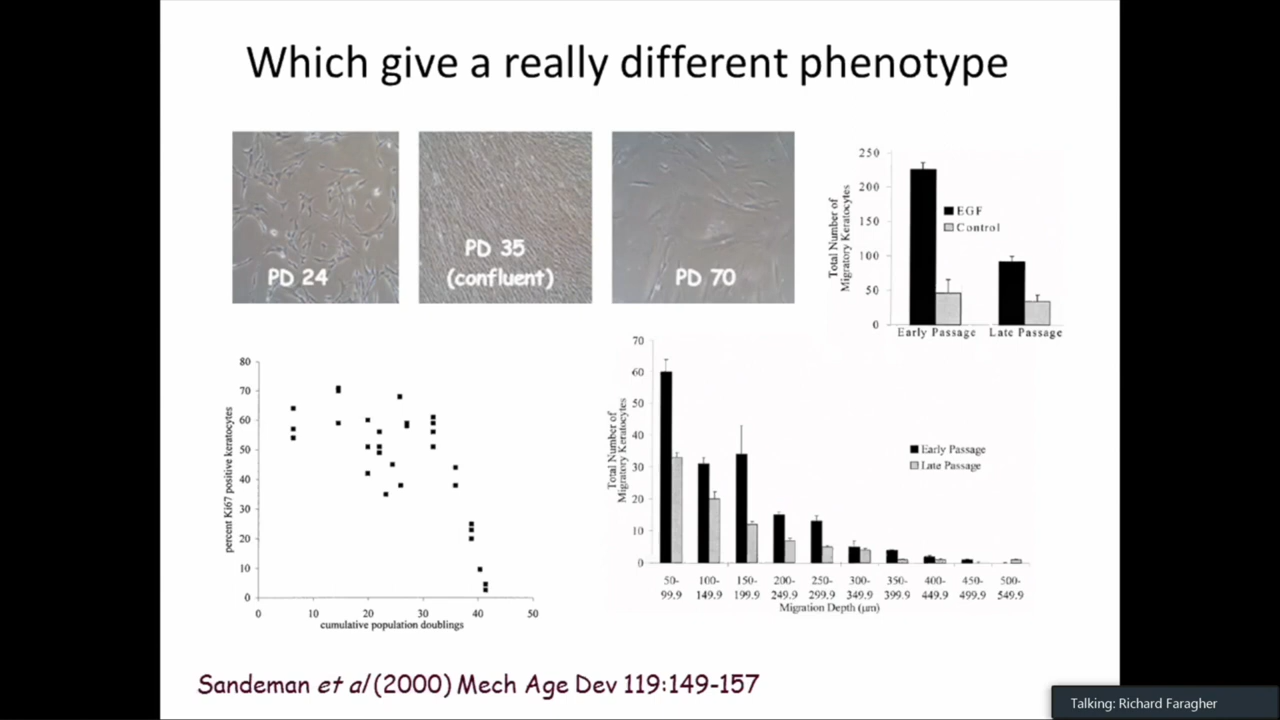 Which give a really different phenotype
PD 24
PD 35
(confluent)
PD 70
Total Number of
Migratory Keratocytes
250
200
150
100
50
0
EGF
Control
Early Passage
Late Passage
percent Ki67 positive keratocytes
80
70
60
50
40
30
20
10
0
0 10 20 30 40 50
cumulative population doublings
Total Number of
Migratory Keratocytes
70
60
50
40
30
20
10
0
Early Passage
Late Passage
50- 100- 150- 200- 250- 300- 350- 400- 450- 500-
99.9 149.9 199.9 249.9 299.9 349.9 399.9 449.9 499.9 549.9
Migration Depth (μm)
Sandeman et al (2000) Mech Age Dev 119:149-157
Talking: Richard Faragher